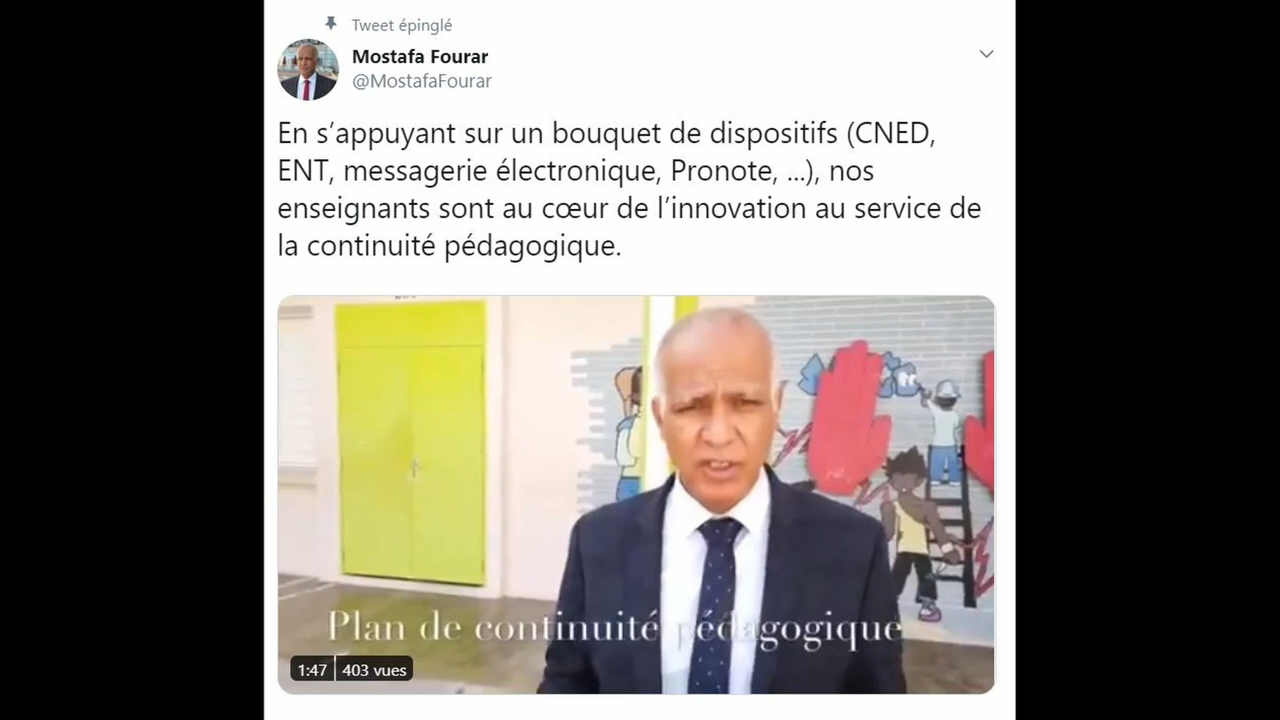 Tweet épinglé
Mostafa Fourar
@MostafaFourar
En s’appuyant sur un bouquet de dispositifs (CNED,
ENT, messagerie électronique, Pronote, ...), nos
enseignants sont au cœur de l’innovation au service de
la continuité pédagogique.
Plan de continuité pédagogique
1:47 403 vues